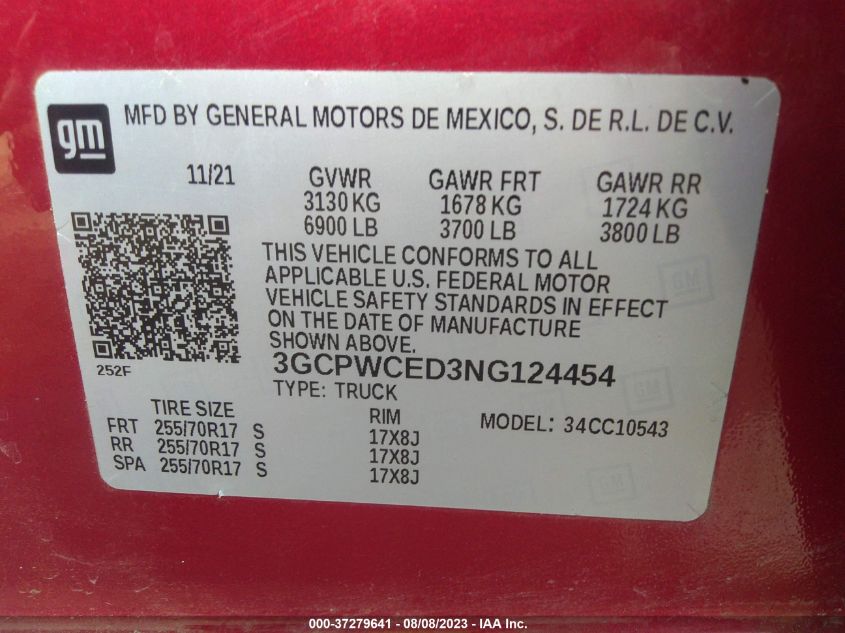 gm
MFD BY GENERAL MOTORS DE MEXICO, S. DE R.L. DE C.V.
11/21 GVWR GAWR FRT GAWR RR
3130 KG 1678 KG 1724 KG
6900 LB 3700 LB 3800 LB
THIS VEHICLE CONFORMS TO ALL
APPLICABLE U.S. FEDERAL MOTOR
VEHICLE SAFETY STANDARDS IN EFFECT
ON THE DATE OF MANUFACTURE
SHOWN ABOVE.
252F
3GCPWCED3NG124454
TYPE: TRUCK
TIRE SIZE RIM MODEL: 34CC10543
FRT 255/70R17 S 17X8J
RR 255/70R17 S 17X8J
SPA 255/70R17 S 17X8J
000-37279641 - 08/08/2023 - IAA Inc.